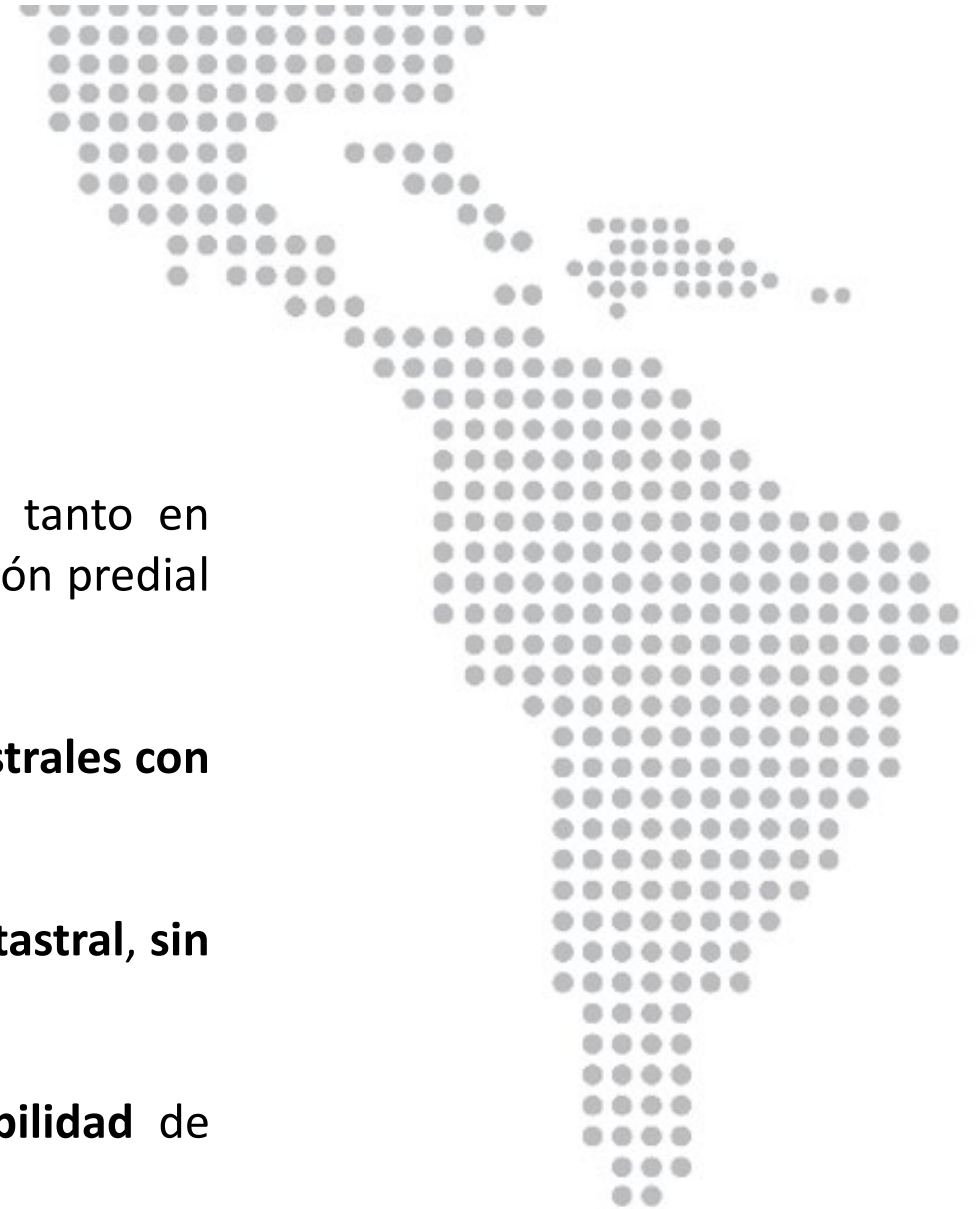 tanto en
ón predial
strales con
tastral, sin
bilidad de